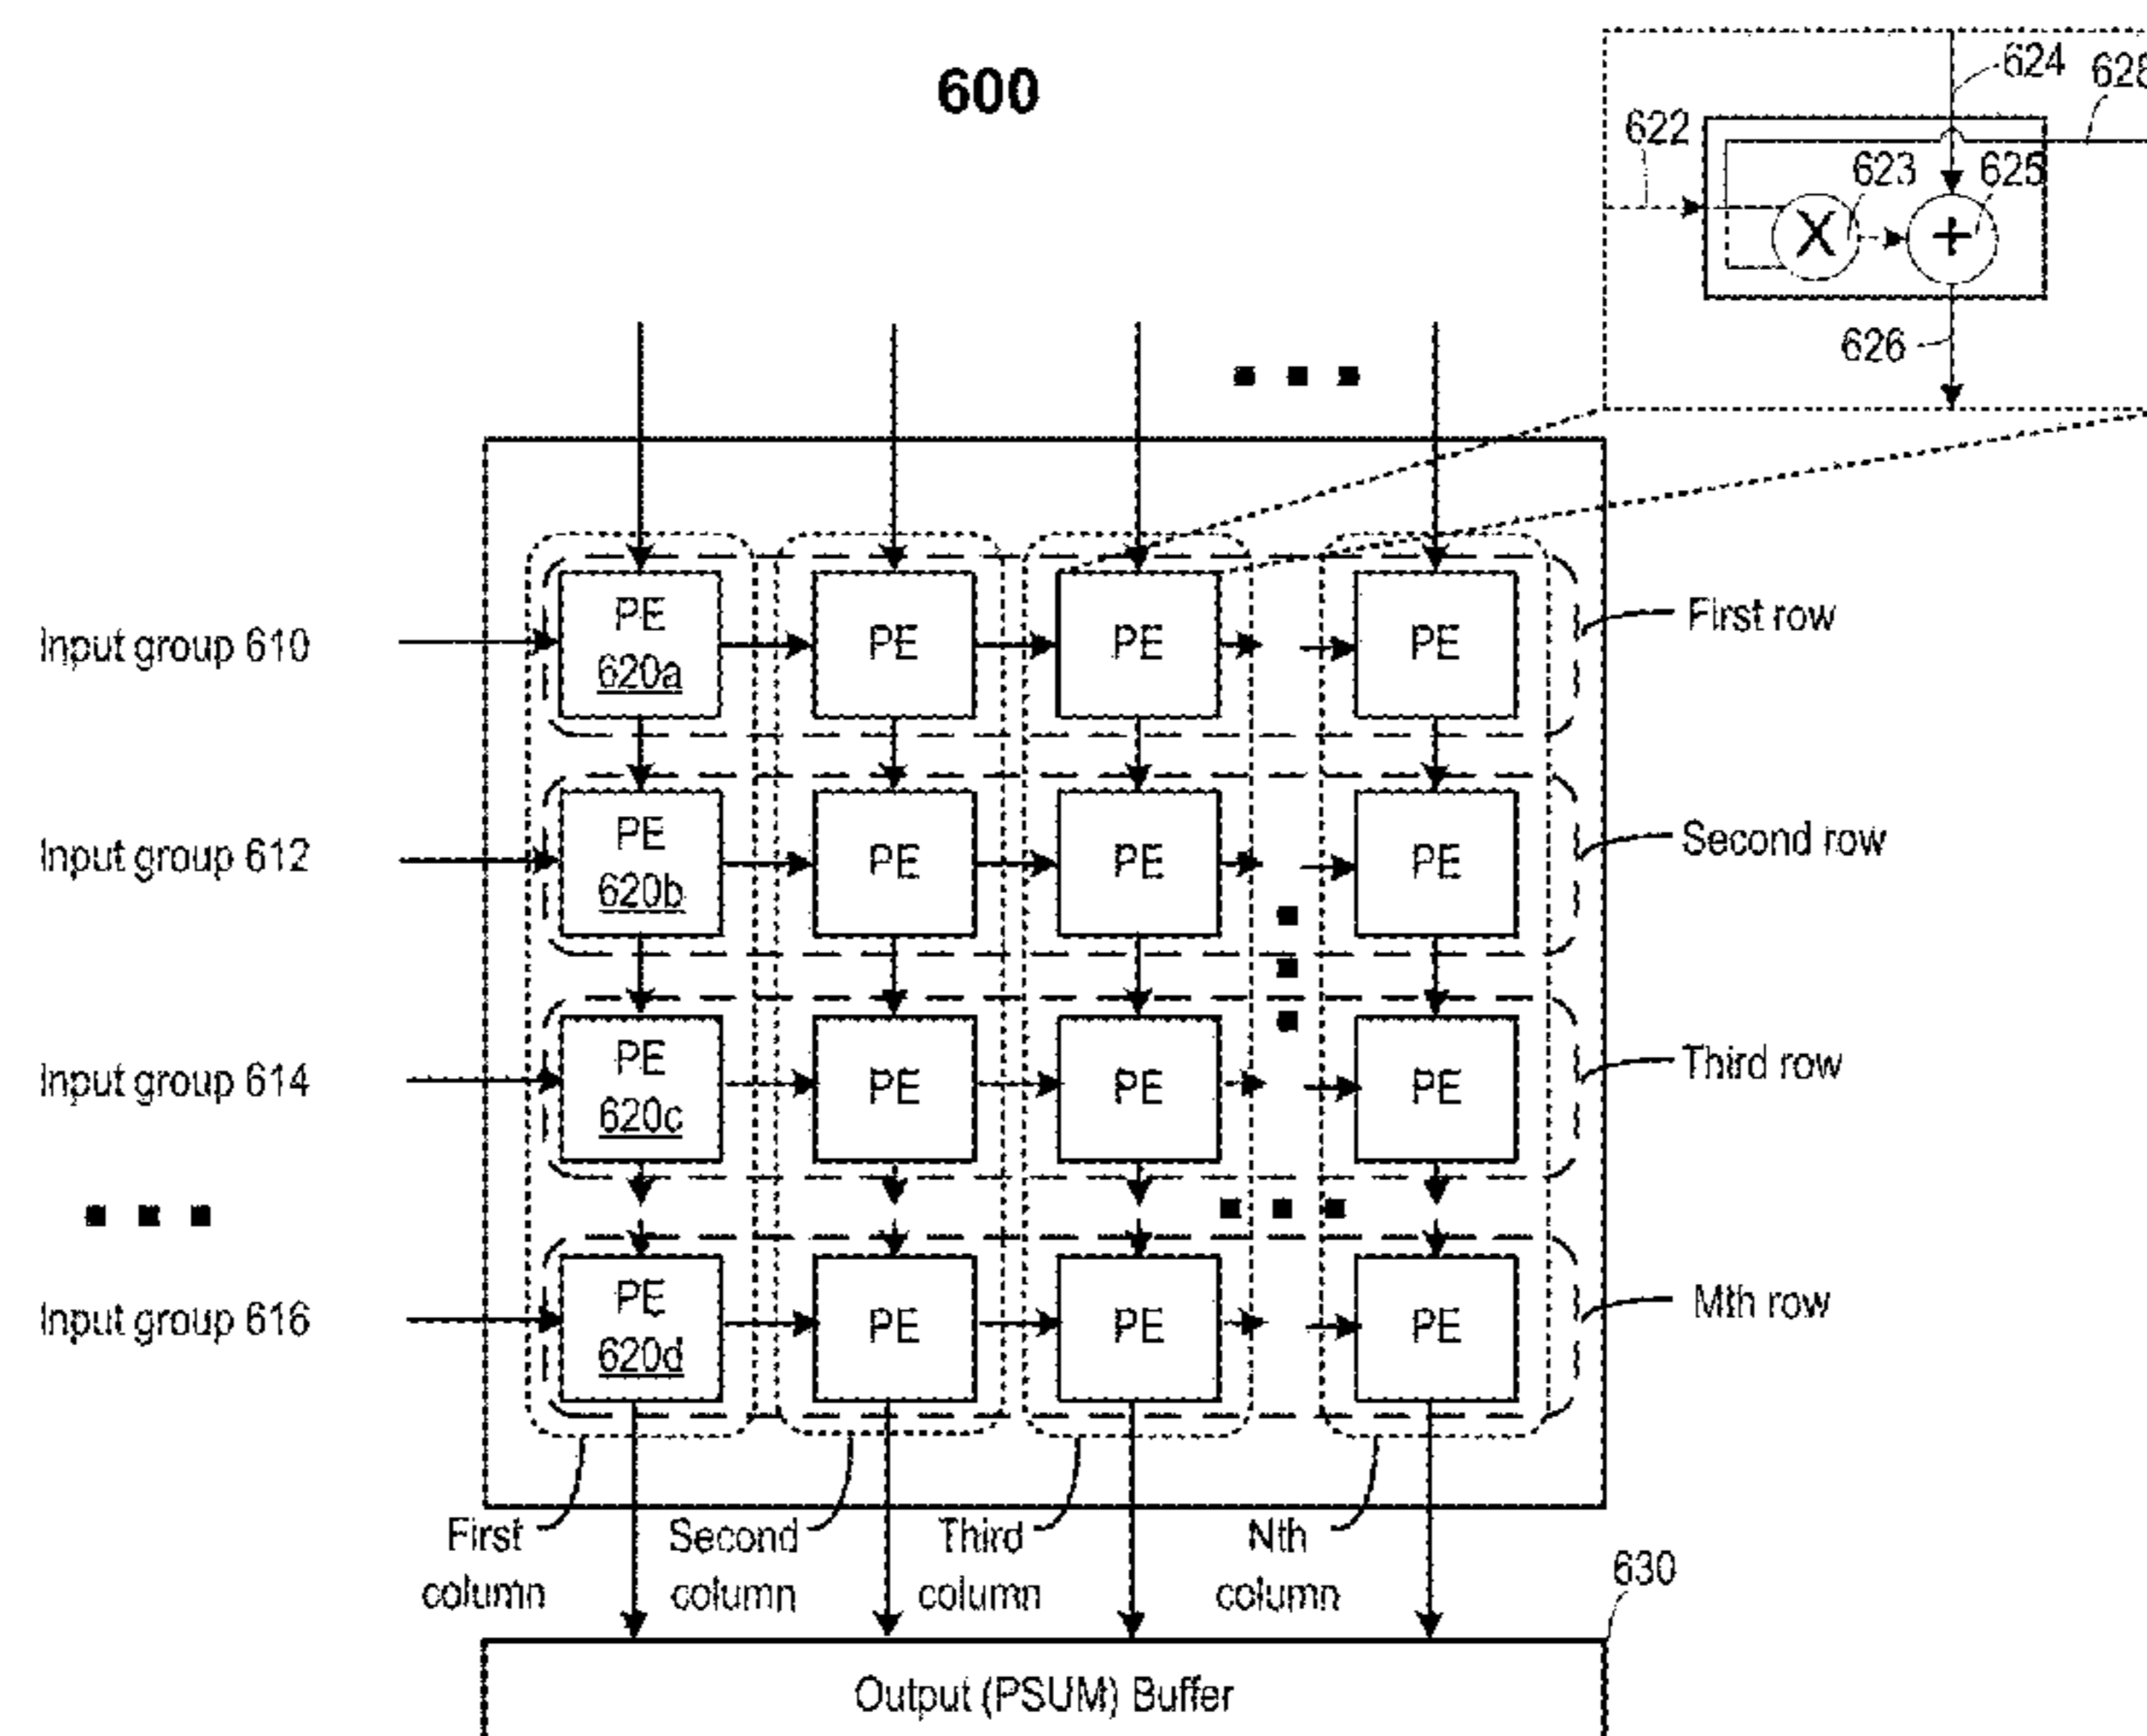 600
624
628
622
623
625
X
+
626
Input group 610
PE
620a
PE
PE
PE
First row
Input group 612
PE
620b
PE
PE
PE
Second row
Input group 614
PE
620c
PE
PE
PE
Third row
Input group 616
PE
620d
PE
PE
PE
Mth row
First
column
Second
column
Third
column
Nth
column
630
Output (PSUM) Buffer